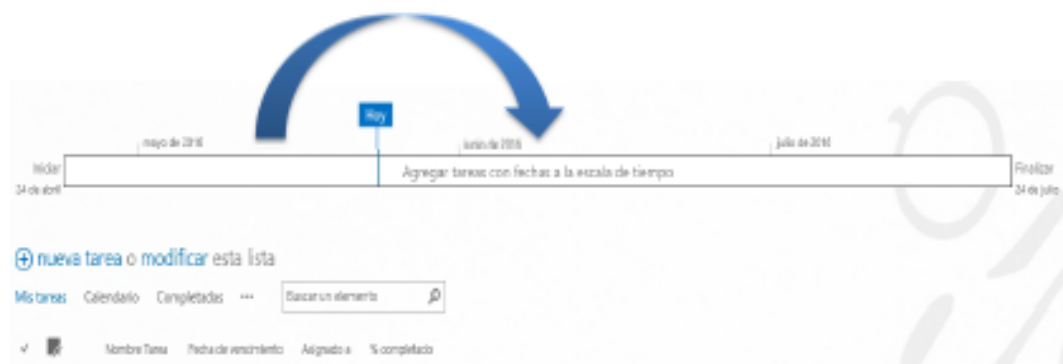 Hoy
mayo de 2016 junio de 2016 julio de 2016
Iniciar Agregar tareas con fechas a la escala de tiempo Finalizar
24 de abril 24 de julio
nueva tarea o modificar esta lista
Mis tareas Calendario Completadas ... Buscar un elemento
✓ Nombre Tarea Fecha de vencimiento Asignado a % completado